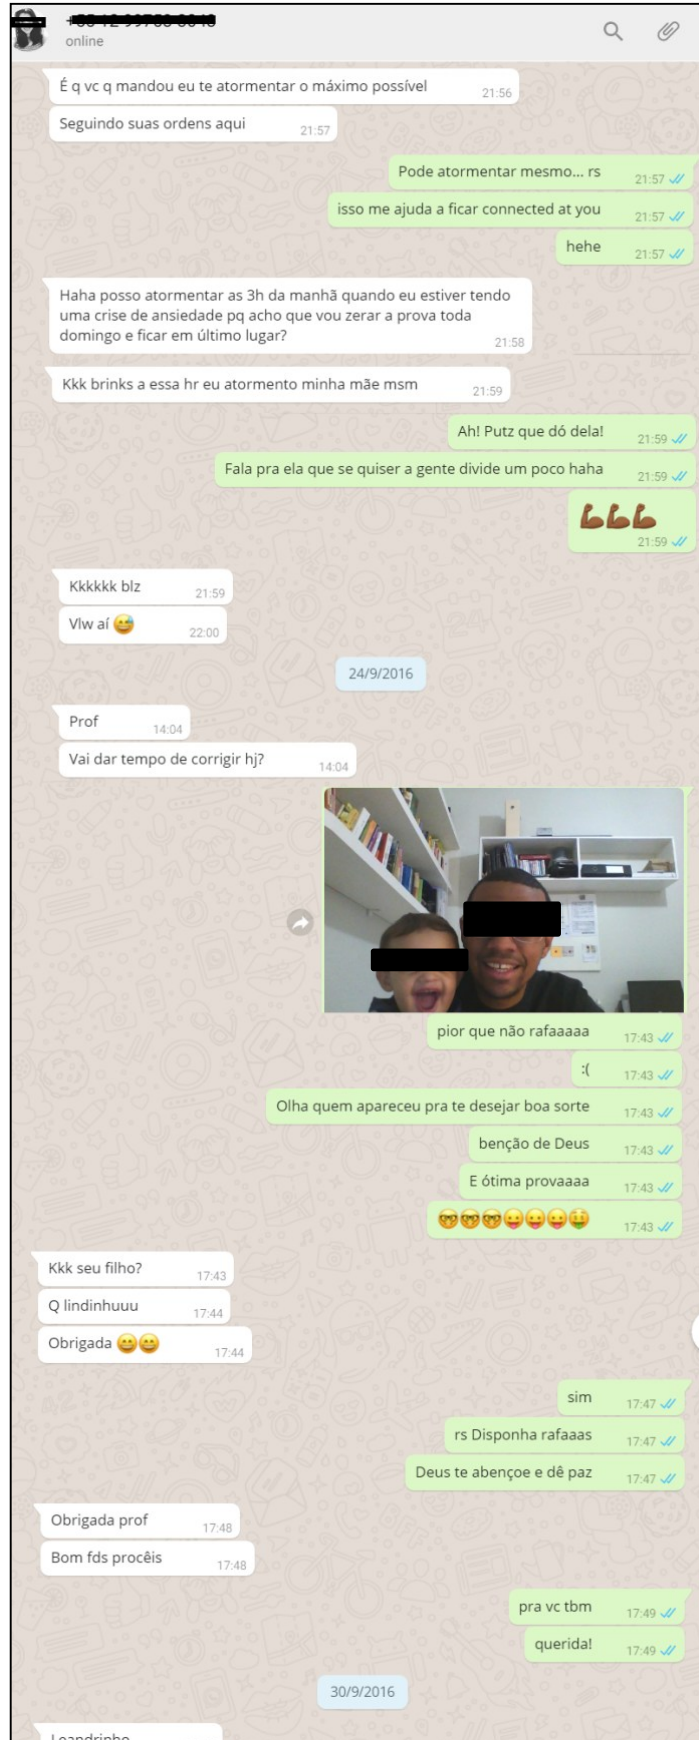 online
É q vc q mandou eu te atormentar o máximo possível
21:56
Seguindo suas ordens aqui
21:57
Pode atormentar mesmo... rs
21:57
isso me ajuda a ficar connected at you
21:57
hehe
21:57
Haha posso atormentar as 3h da manhã quando eu estiver tendo
uma crise de ansiedade pq acho que vou zerar a prova toda
domingo e ficar em último lugar?
21:58
Kkk brinks a essa hr eu atormento minha mãe msm
21:59
Ah! Putz que dó dela!
21:59
Fala pra ela que se quiser a gente divide um poco haha
21:59
💪🏾💪🏾💪🏾
21:59
Kkkkkk blz
21:59
Vlw aí 😅
22:00
24/9/2016
Prof
14:04
Vai dar tempo de corrigir hj?
14:04
pior que não rafaaaaa
17:43
:(
17:43
Olha quem apareceu pra te desejar boa sorte
17:43
benção de Deus
17:43
E ótima provaaaa
17:43
🤓🤓🤓😛😛😛🤑
17:43
Kkk seu filho?
17:43
Q lindinhuuu
17:44
Obrigada 😄😄
17:44
sim
17:47
rs Disponha rafaaas
17:47
Deus te abençoe e dê paz
17:47
Obrigada prof
17:48
Bom fds procêis
17:48
pra vc tbm
17:49
querida!
17:49
30/9/2016
Leandrinho